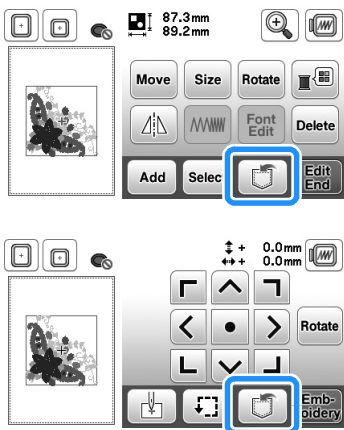 87.3mm
89.2mm
Move Size Rotate
Font Edit
Delete
Add Selec
Edit End
+ 0.0mm
+ 0.0mm
Rotate
Emb-
oidery